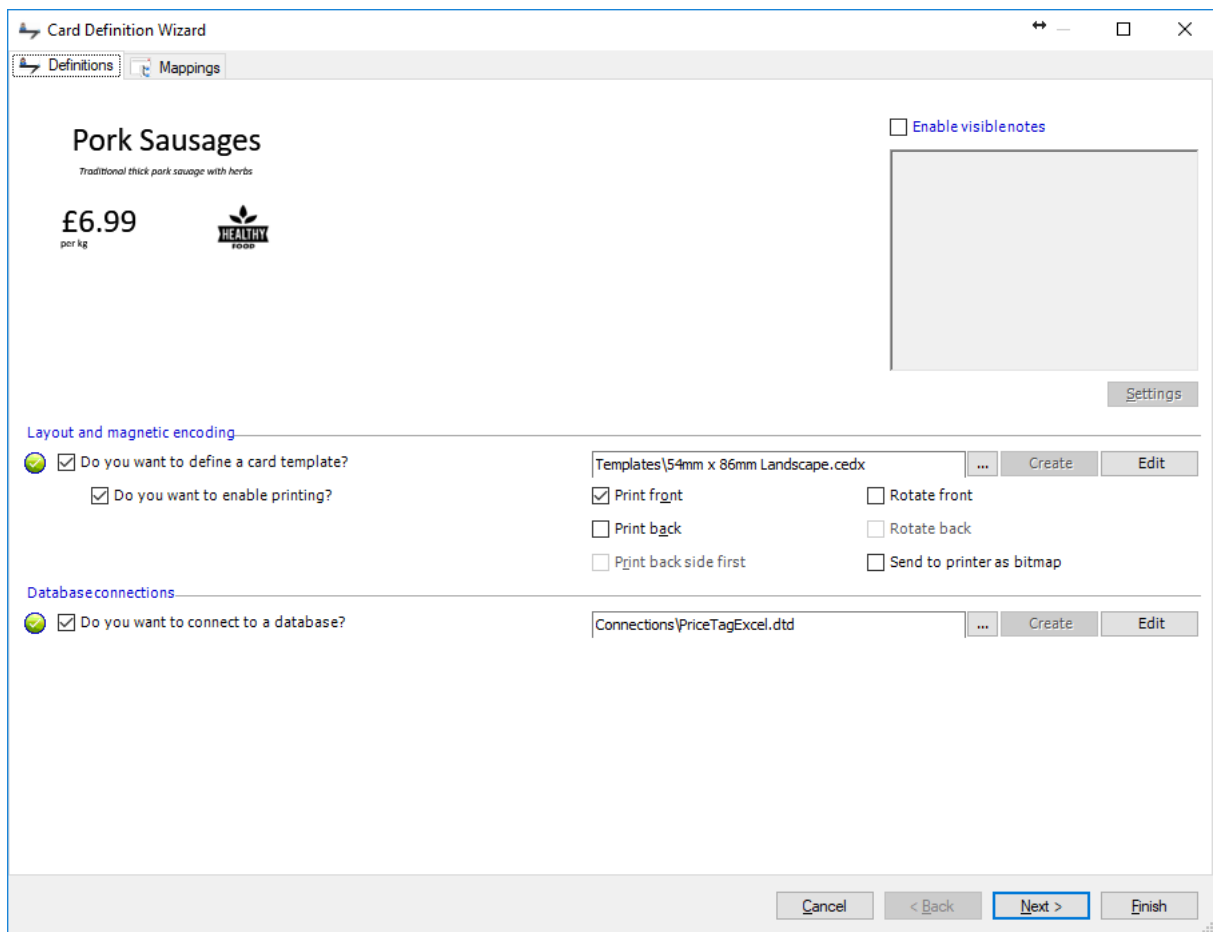 Card Definition Wizard
Definitions
Mappings
Pork Sausages
Traditional thick park sauage with herbs
£6.99
per kg
HEALTHY
FOOD
Enable visible notes
Settings
Layout and magnetic encoding
Do you want to define a card template?
Templates\54mm x 86mm Landscape.cedx
...
Create
Edit
Do you want to enable printing?
Print front
Rotate front
Print back
Rotate back
Print back side first
Send to printer as bitmap
Database connections
Do you want to connect to a database?
Connections\PriceTagExcel.dtd
...
Create
Edit
Cancel
< Back
Next >
Finish